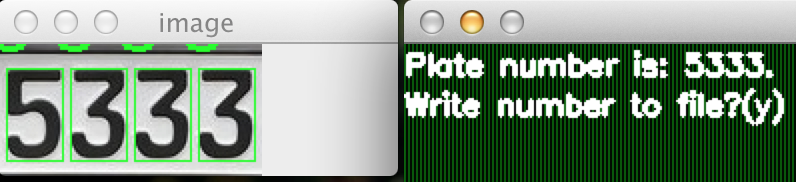 image
5333
Plate number is: 5333.
Write number to file?(y)